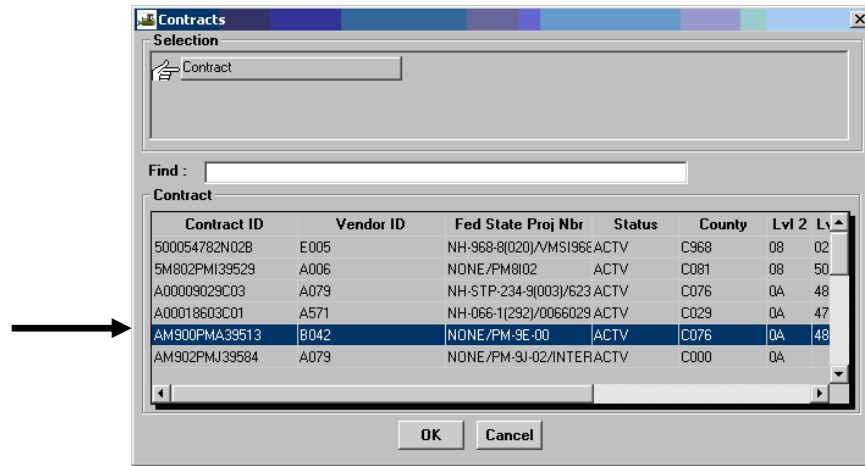 Contracts
Selection
Contract
Find :
Contract
Contract ID Vendor ID Fed State Proj Nbr Status County Lvl 2 Lv
500054782N02B E005 NH-968-8(020)/VMSI968 ACTV C968 08 02
5M802PMI39529 A006 NONE/PM8I02 ACTV C081 08 50
A00009029C03 A079 NH-STP-234-9(003)/623 ACTV C076 0A 48
A00018603C01 A571 NH-066-1(292)/0066029 ACTV C029 0A 47
AM900PMA39513 B042 NONE/PM-9E-00 ACTV C076 0A 48
AM902PMJ39584 A079 NONE/PM-9J-02/INTER ACTV C000 0A
OK Cancel